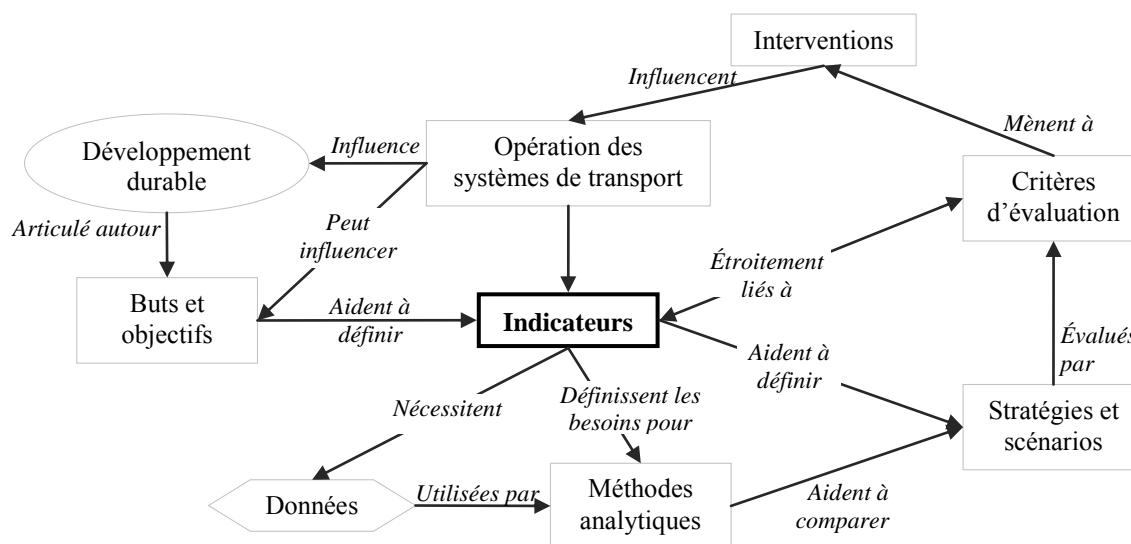 Interventions
Influencent
Mènent à
Développement
durable
Influence
Opération des
systèmes de transport
Critères
d’évaluation
Articulé autour
Peut
influencer
Étroitement
liés à
Buts et
objectifs
Aident à
définir
Indicateurs
Aident à
définir
Évalués
par
Nécessitent
Définissent les
besoins pour
Stratégies et
scénarios
Données
Utilisées par
Méthodes
analytiques
Aident à
comparer